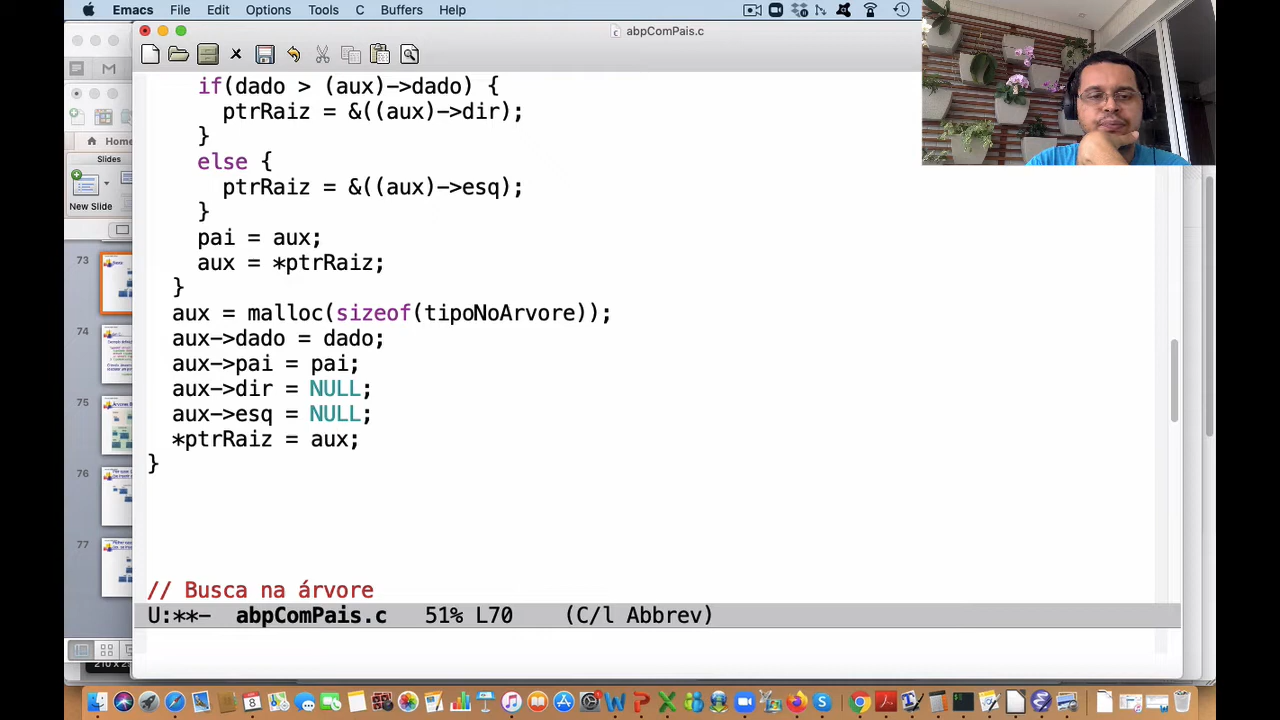 Emacs File Edit Options Tools C Buffers Help
abpComPais.c
if(dado > (aux)->dado) {
ptrRaiz = &((aux)->dir);
}
else {
ptrRaiz = &((aux)->esq);
}
pai = aux;
aux = *ptrRaiz;
}
aux = malloc(sizeof(tipoNoArvore));
aux->dado = dado;
aux->pai = pai;
aux->dir = NULL;
aux->esq = NULL;
*ptrRaiz = aux;
}
// Busca na árvore
U:**- abpComPais.c 51% L70 (C/l Abbrev)
Home
Slides
New Slide
73
74
75
76
77